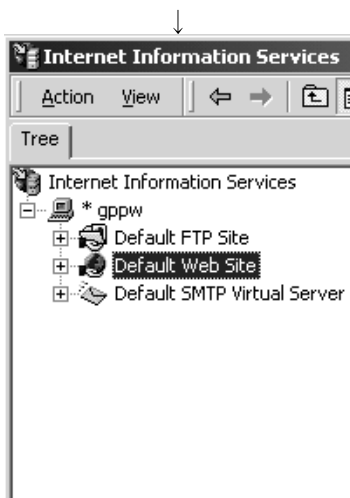 Internet Information Services
Action View
Tree
Internet Information Services
* gppw
Default FTP Site
Default Web Site
Default SMTP Virtual Server